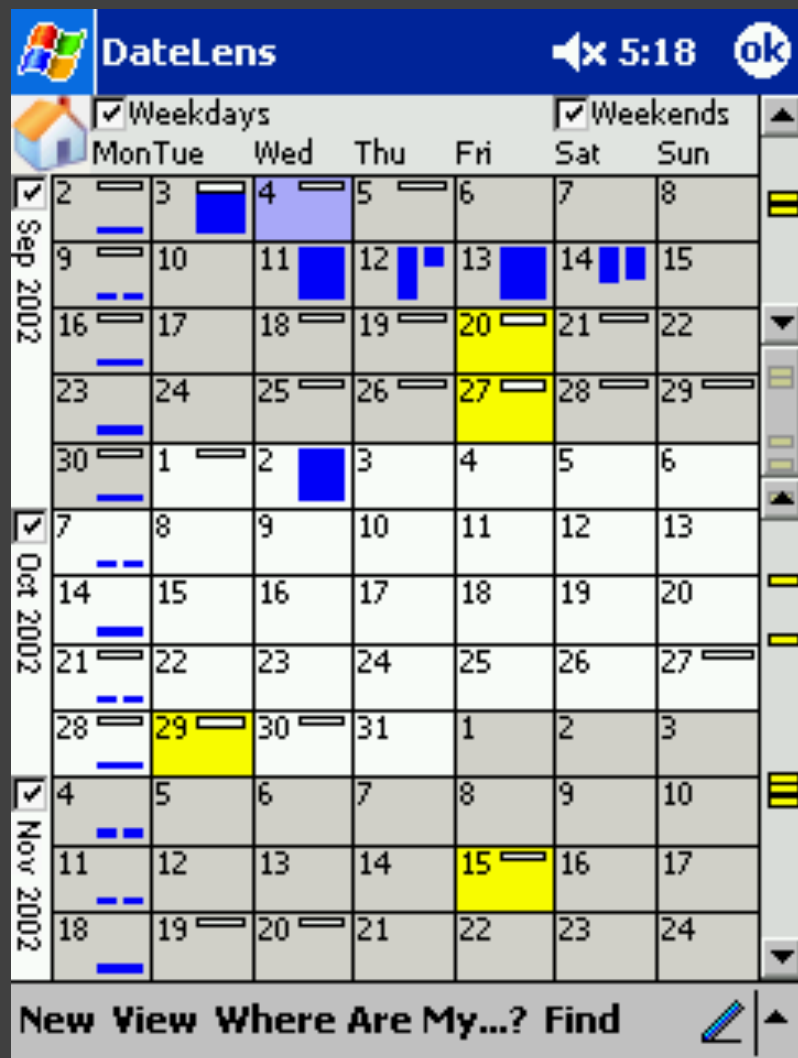 DateLens 5:18 ok
Weekdays Weekends
Mon Tue Wed Thu Fri Sat Sun
Sep 2002
2 3 4 5 6 7 8
9 10 11 12 13 14 15
16 17 18 19 20 21 22
23 24 25 26 27 28 29
30 1 2 3 4 5 6
Oct 2002
7 8 9 10 11 12 13
14 15 16 17 18 19 20
21 22 23 24 25 26 27
28 29 30 31 1 2 3
Nov 2002
4 5 6 7 8 9 10
11 12 13 14 15 16 17
18 19 20 21 22 23 24
New View Where Are My...? Find